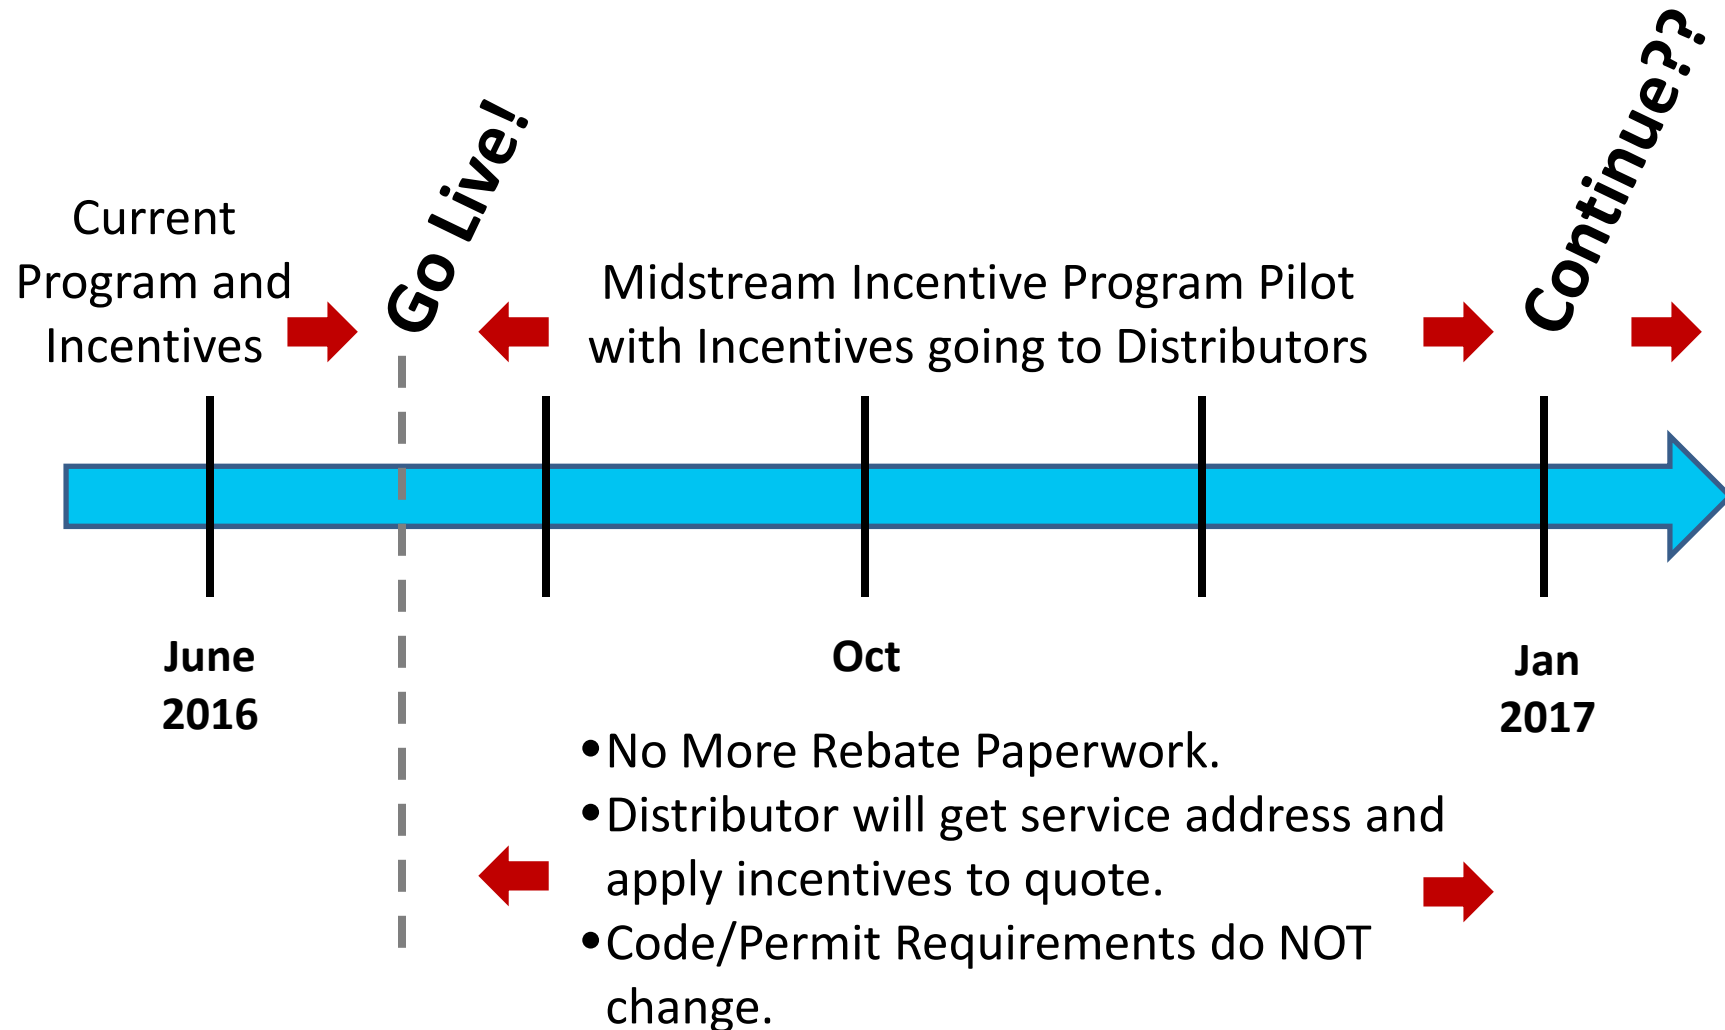 Current
Program and
Incentives
Go Live!
Midstream Incentive Program Pilot
with Incentives going to Distributors
Continue??
June
2016
Oct
Jan
2017
•No More Rebate Paperwork.
•Distributor will get service address and
apply incentives to quote.
•Code/Permit Requirements do NOT
change.